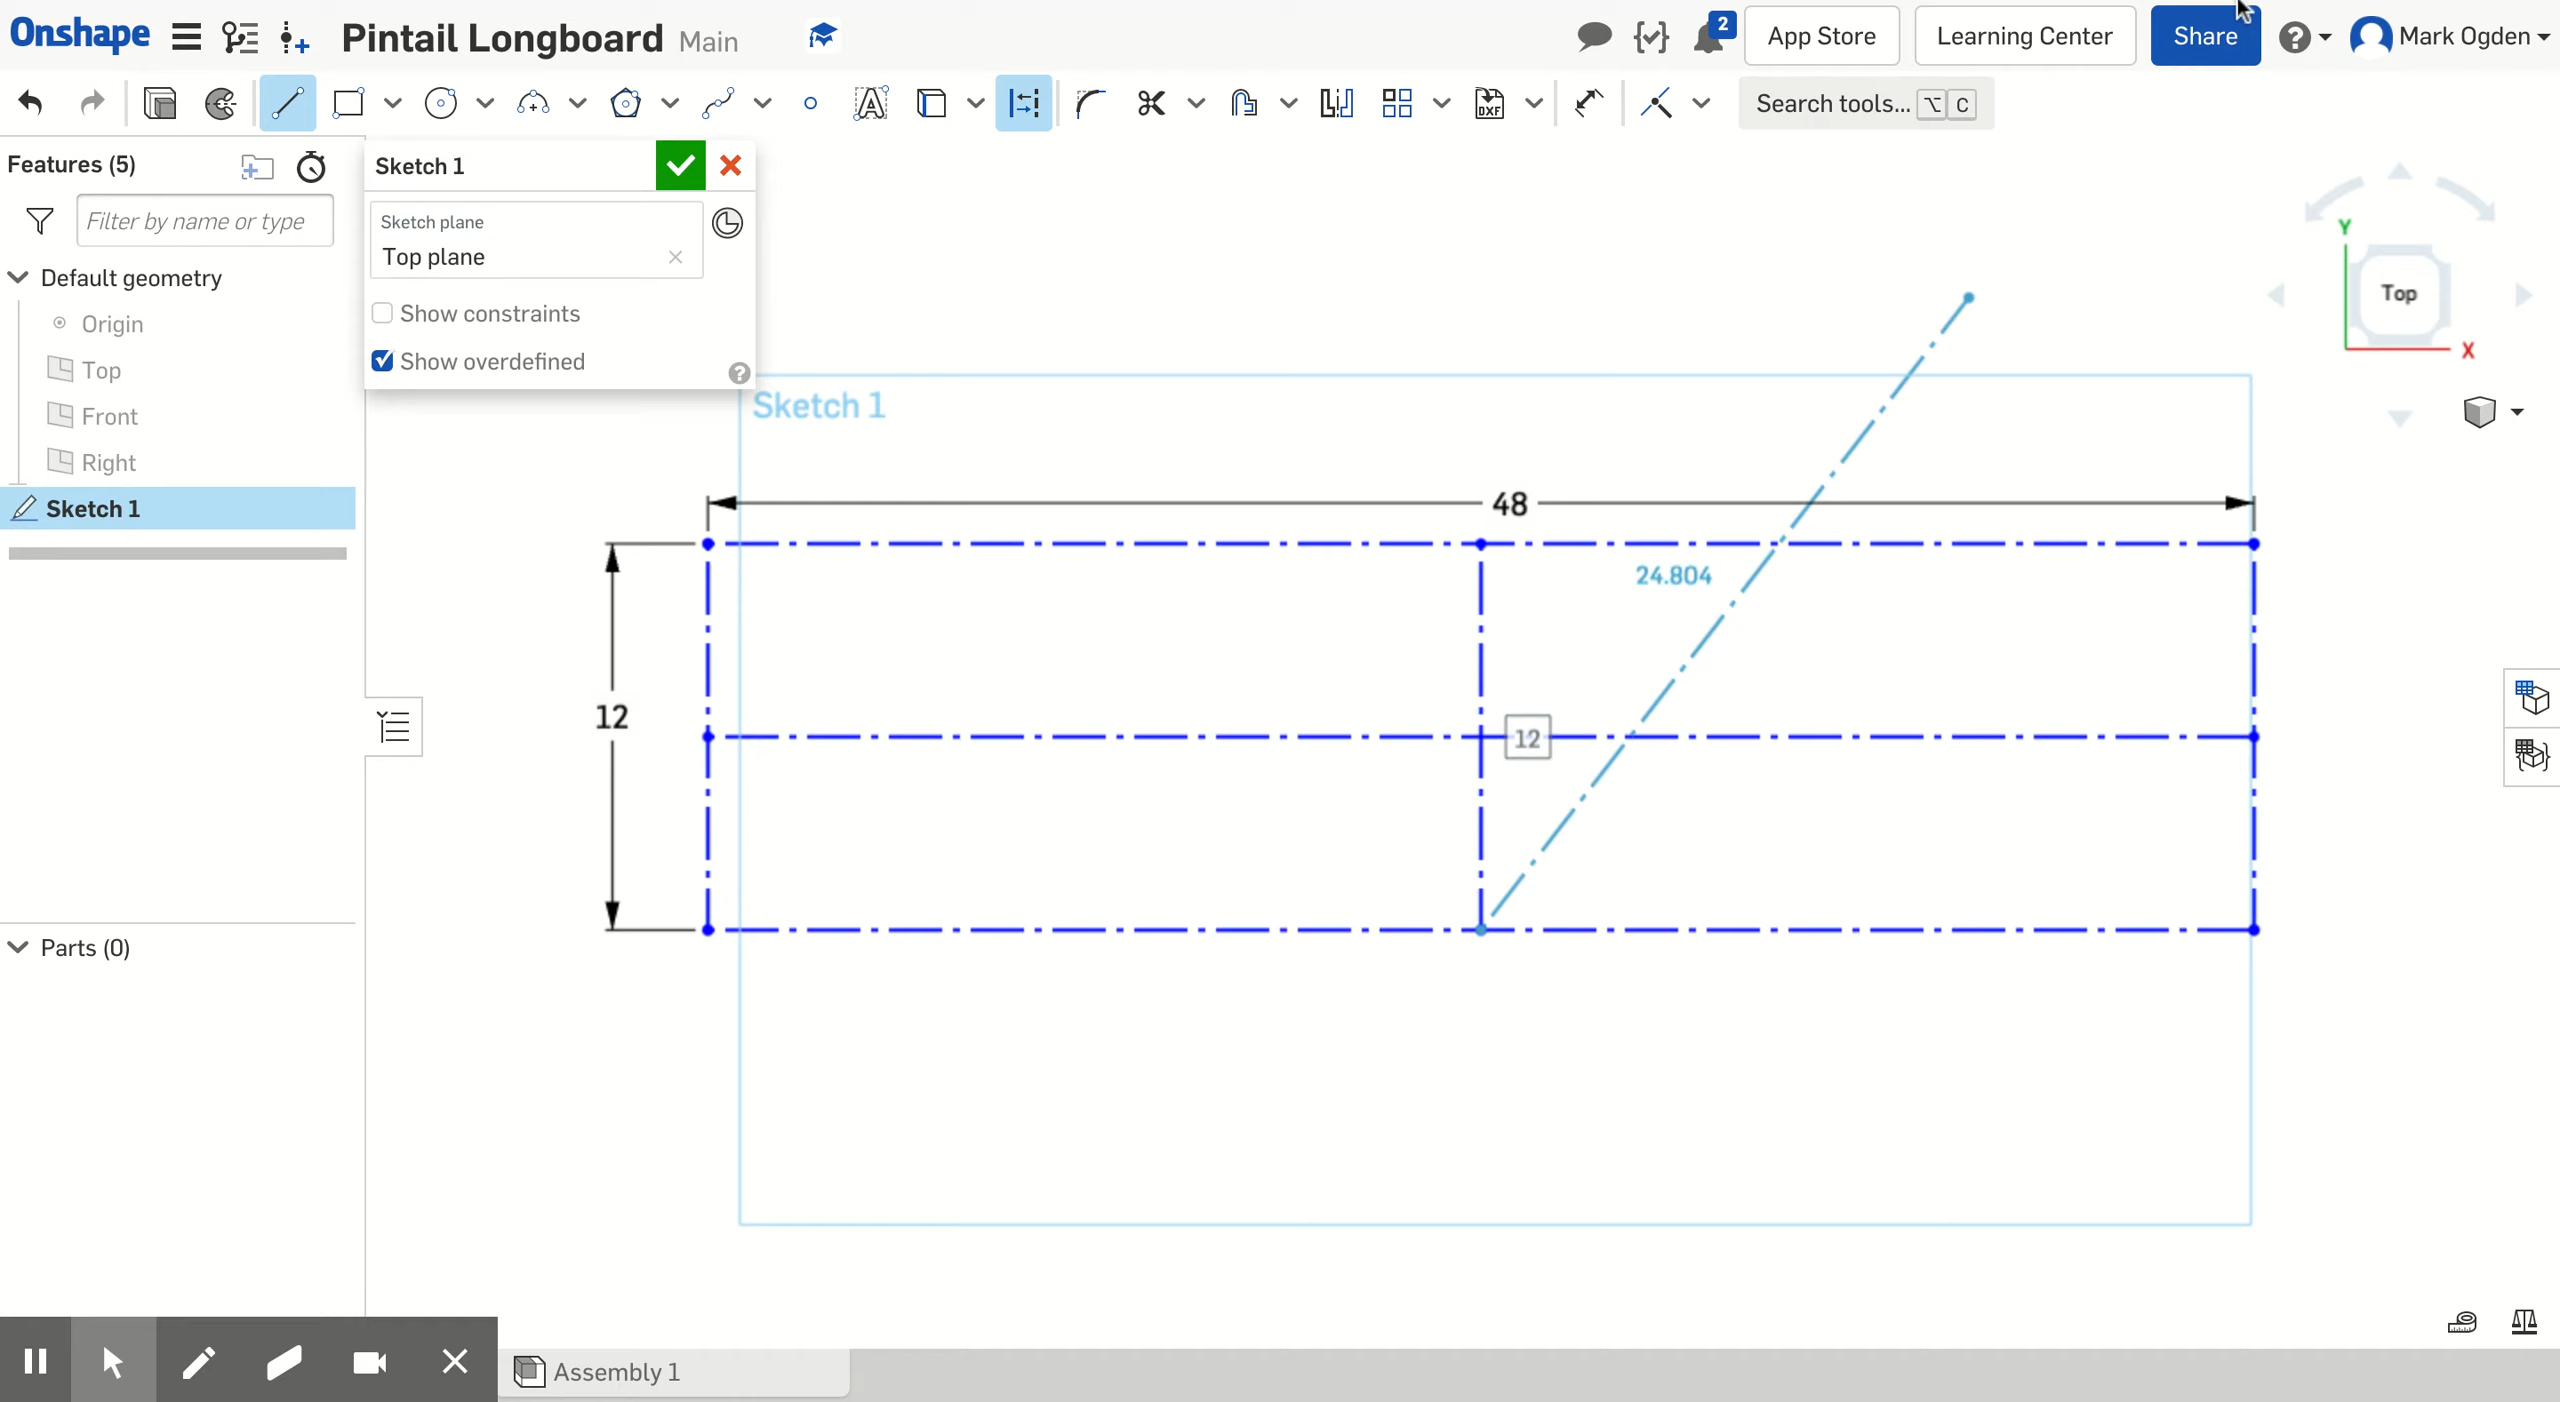 Onshape
Pintail Longboard Main
2
App Store
Learning Center
Share
Mark Ogden
Search tools... ⌥ C
Features (5)
Filter by name or type
Default geometry
Origin
Top
Front
Right
Sketch 1
Parts (0)
Sketch 1
Sketch plane
Top plane
Show constraints
Show overdefined
Sketch 1
48
24.804
12
12
Y
Top
X
DXF
Assembly 1